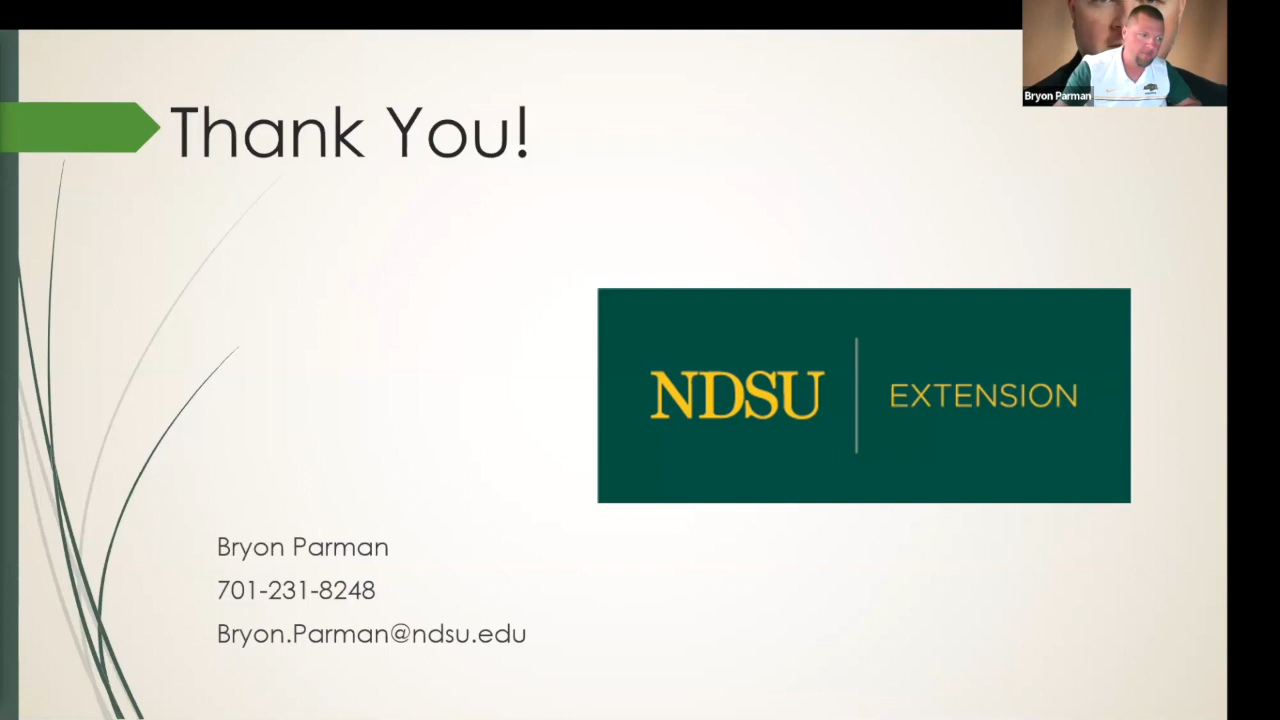 Bryon Parman
Thank You!
NDSU | EXTENSION
Bryon Parman
701-231-8248
Bryon.Parman@ndsu.edu